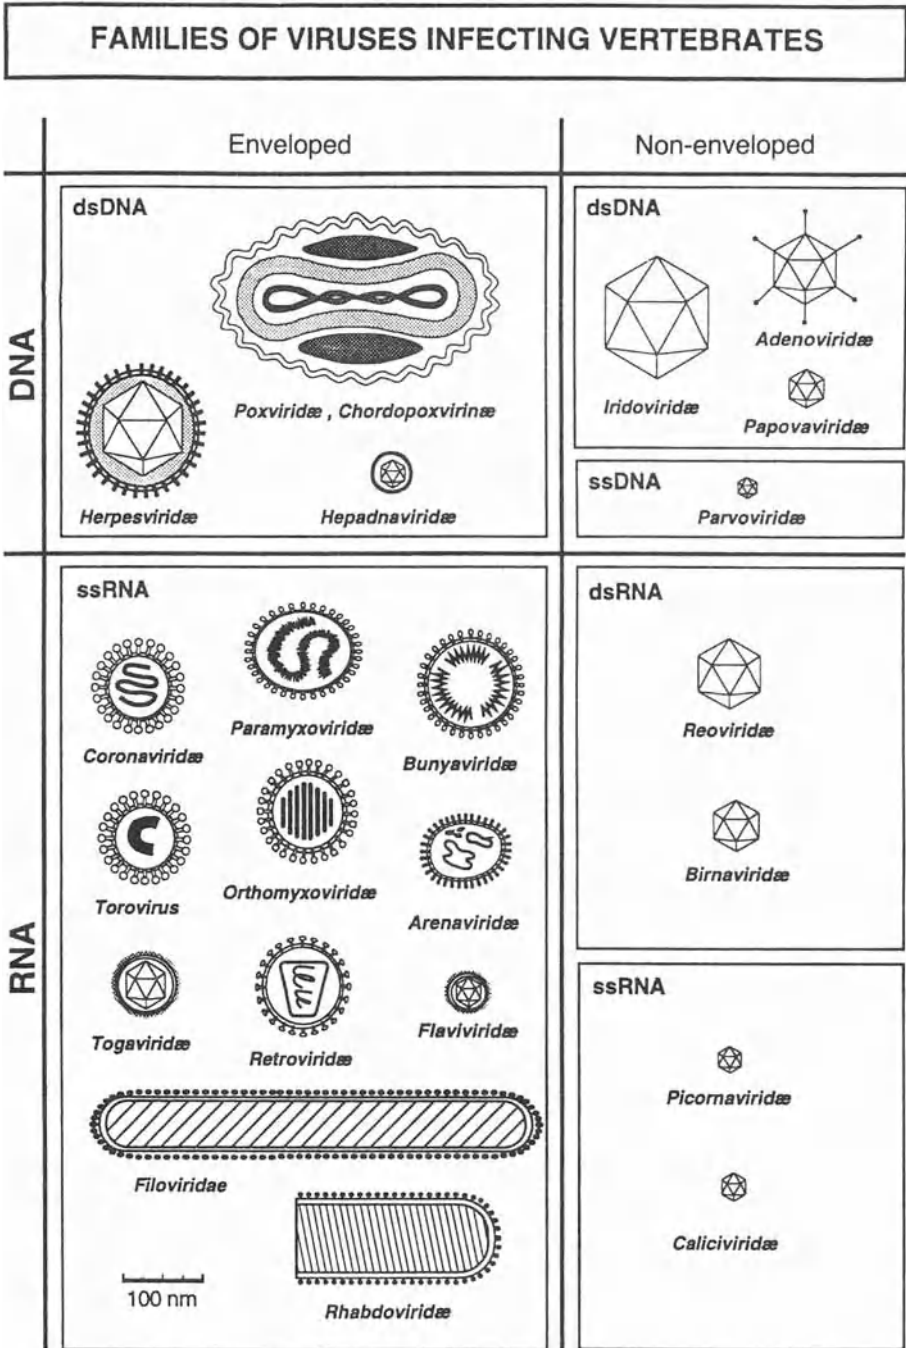 FAMILIES OF VIRUSES INFECTING VERTEBRATES
Enveloped
Non-enveloped
DNA
dsDNA
Poxviridæ , Chordopoxvirinæ
Herpesviridæ
Hepadnaviridæ
dsDNA
Iridoviridæ
Adenoviridæ
Papovaviridæ
ssDNA
Parvoviridæ
RNA
ssRNA
Coronaviridæ
Paramyxoviridæ
Bunyaviridæ
Torovirus
Orthomyxoviridæ
Arenaviridæ
Togaviridæ
Retroviridæ
Flaviviridæ
Filoviridae
Rhabdoviridæ
100 nm
dsRNA
Reoviridæ
Birnaviridæ
ssRNA
Picornaviridæ
Caliciviridæ